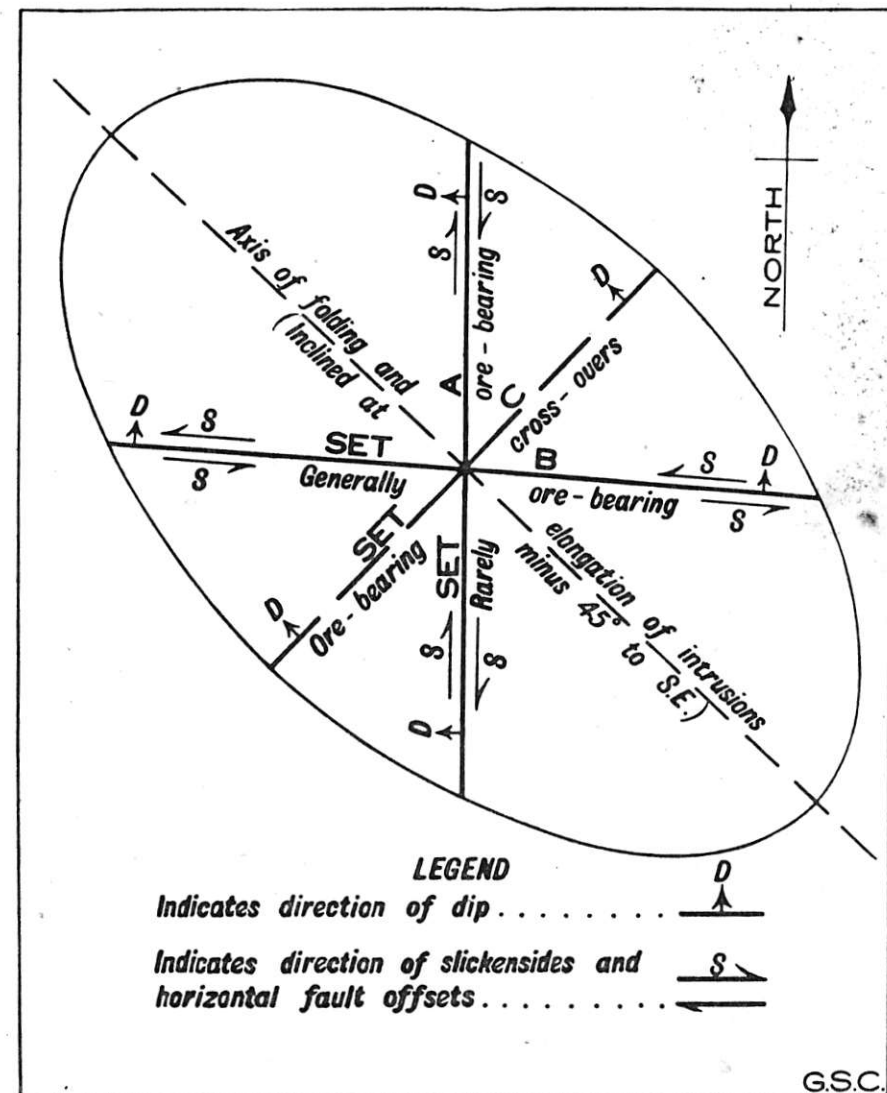 NORTH
D
S
S
ore-bearing
D
Axis of folding and
(Inclined at
A
C
cross-overs
D
S
S
SET
Generally
B
ore-bearing
S
D
S
SET
Ore-bearing
D
SET
Rarely
S
S
D
elongation of intrusions
minus 45° to S.E.)
LEGEND
Indicates direction of dip ........ D
Indicates direction of slickensides and S
horizontal fault offsets .........
G.S.C.